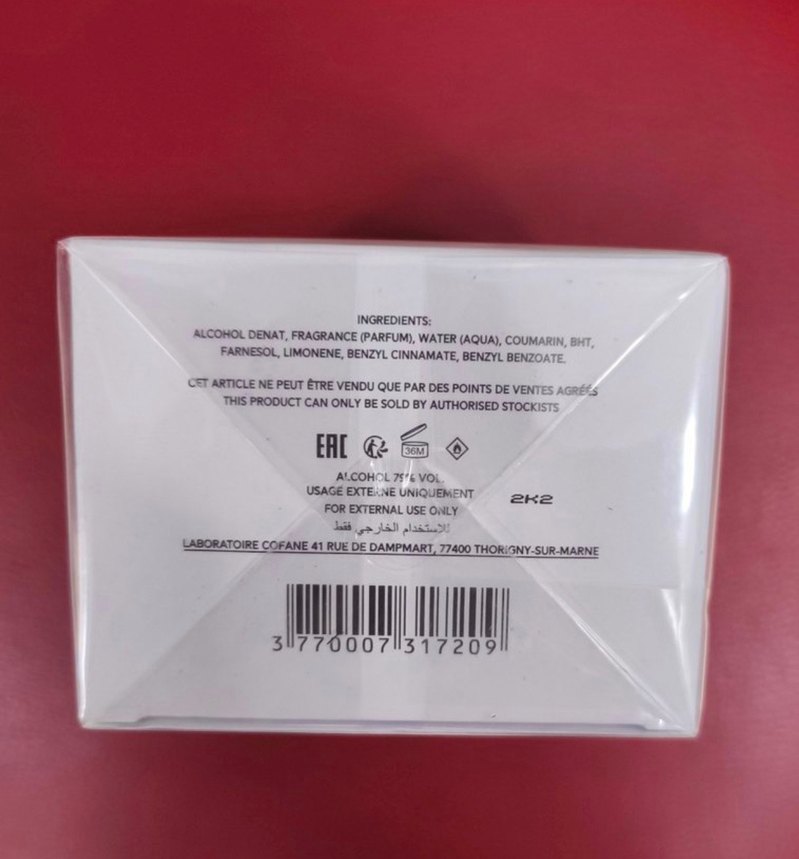 INGREDIENTS:
ALCOHOL DENAT, FRAGRANCE (PARFUM), WATER (AQUA), COUMARIN, BHT,
FARNESOL, LIMONENE, BENZYL CINNAMATE, BENZYL BENZOATE.
CET ARTICLE NE PEUT ÊTRE VENDU QUE PAR DES POINTS DE VENTES AGRÉÉS
THIS PRODUCT CAN ONLY BE SOLD BY AUTHORISED STOCKISTS
EAC 36M
ALCOHOL 79% VOL.
USAGE EXTERNE UNIQUEMENT
2K2
FOR EXTERNAL USE ONLY
للاستخدام الخارجي فقط
LABORATOIRE COFANE 41 RUE DE DAMPMART, 77400 THORIGNY-SUR-MARNE
3 770007 317209